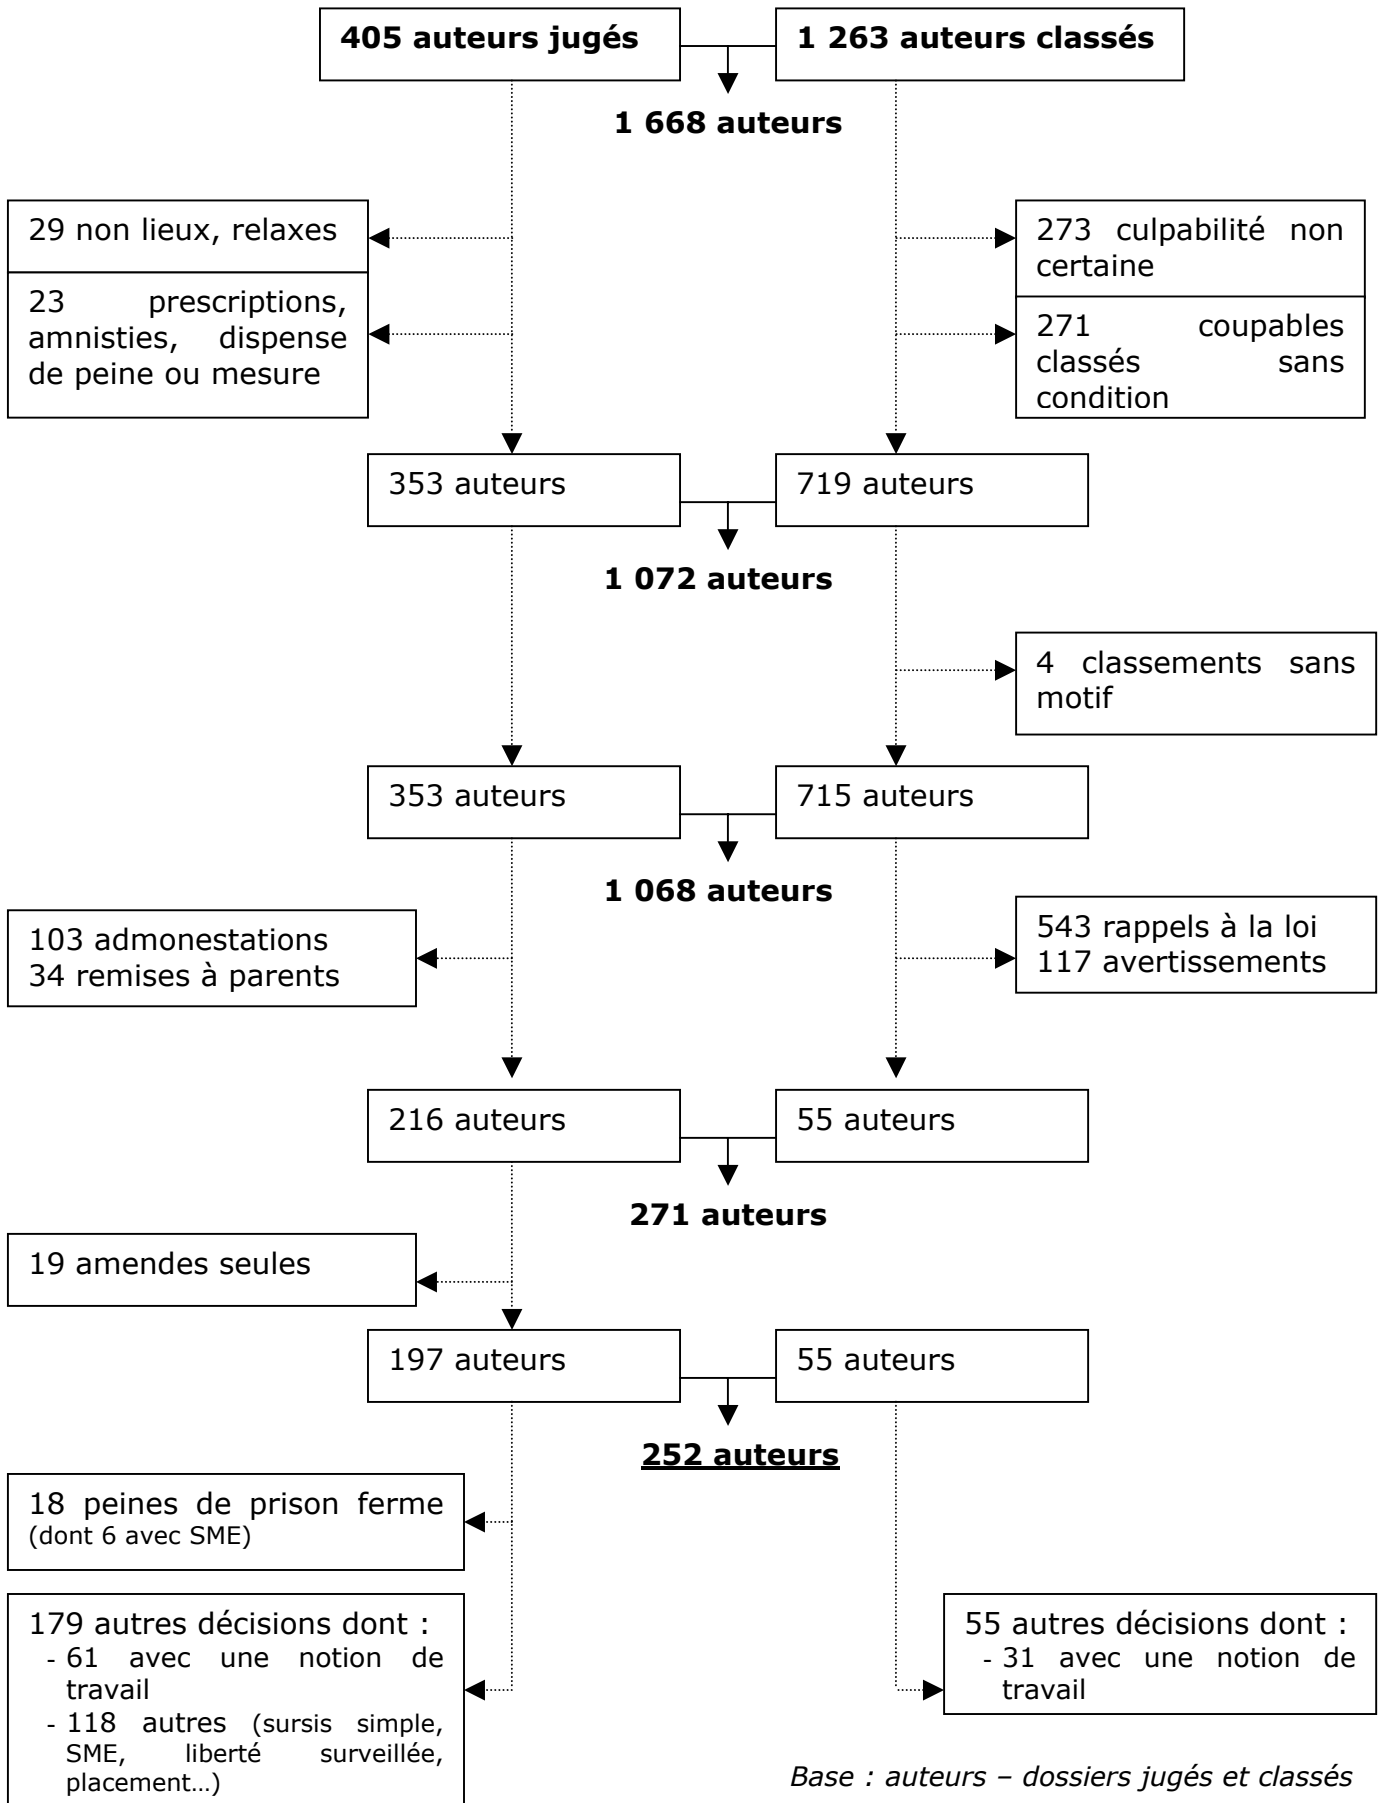 405 auteurs jugés
1 263 auteurs classés
1 668 auteurs
29 non lieux, relaxes
273 culpabilité non
certaine
23 prescriptions,
amnisties, dispense
de peine ou mesure
271 coupables
classés sans
condition
353 auteurs
719 auteurs
1 072 auteurs
4 classements sans
motif
353 auteurs
715 auteurs
1 068 auteurs
103 admonestations
34 remises à parents
543 rappels à la loi
117 avertissements
216 auteurs
55 auteurs
271 auteurs
19 amendes seules
197 auteurs
55 auteurs
252 auteurs
18 peines de prison ferme
(dont 6 avec SME)
179 autres décisions dont :
- 61 avec une notion de
travail
- 118 autres (sursis simple,
SME, liberté surveillée,
placement…)
55 autres décisions dont :
- 31 avec une notion de
travail
Base : auteurs – dossiers jugés et classés